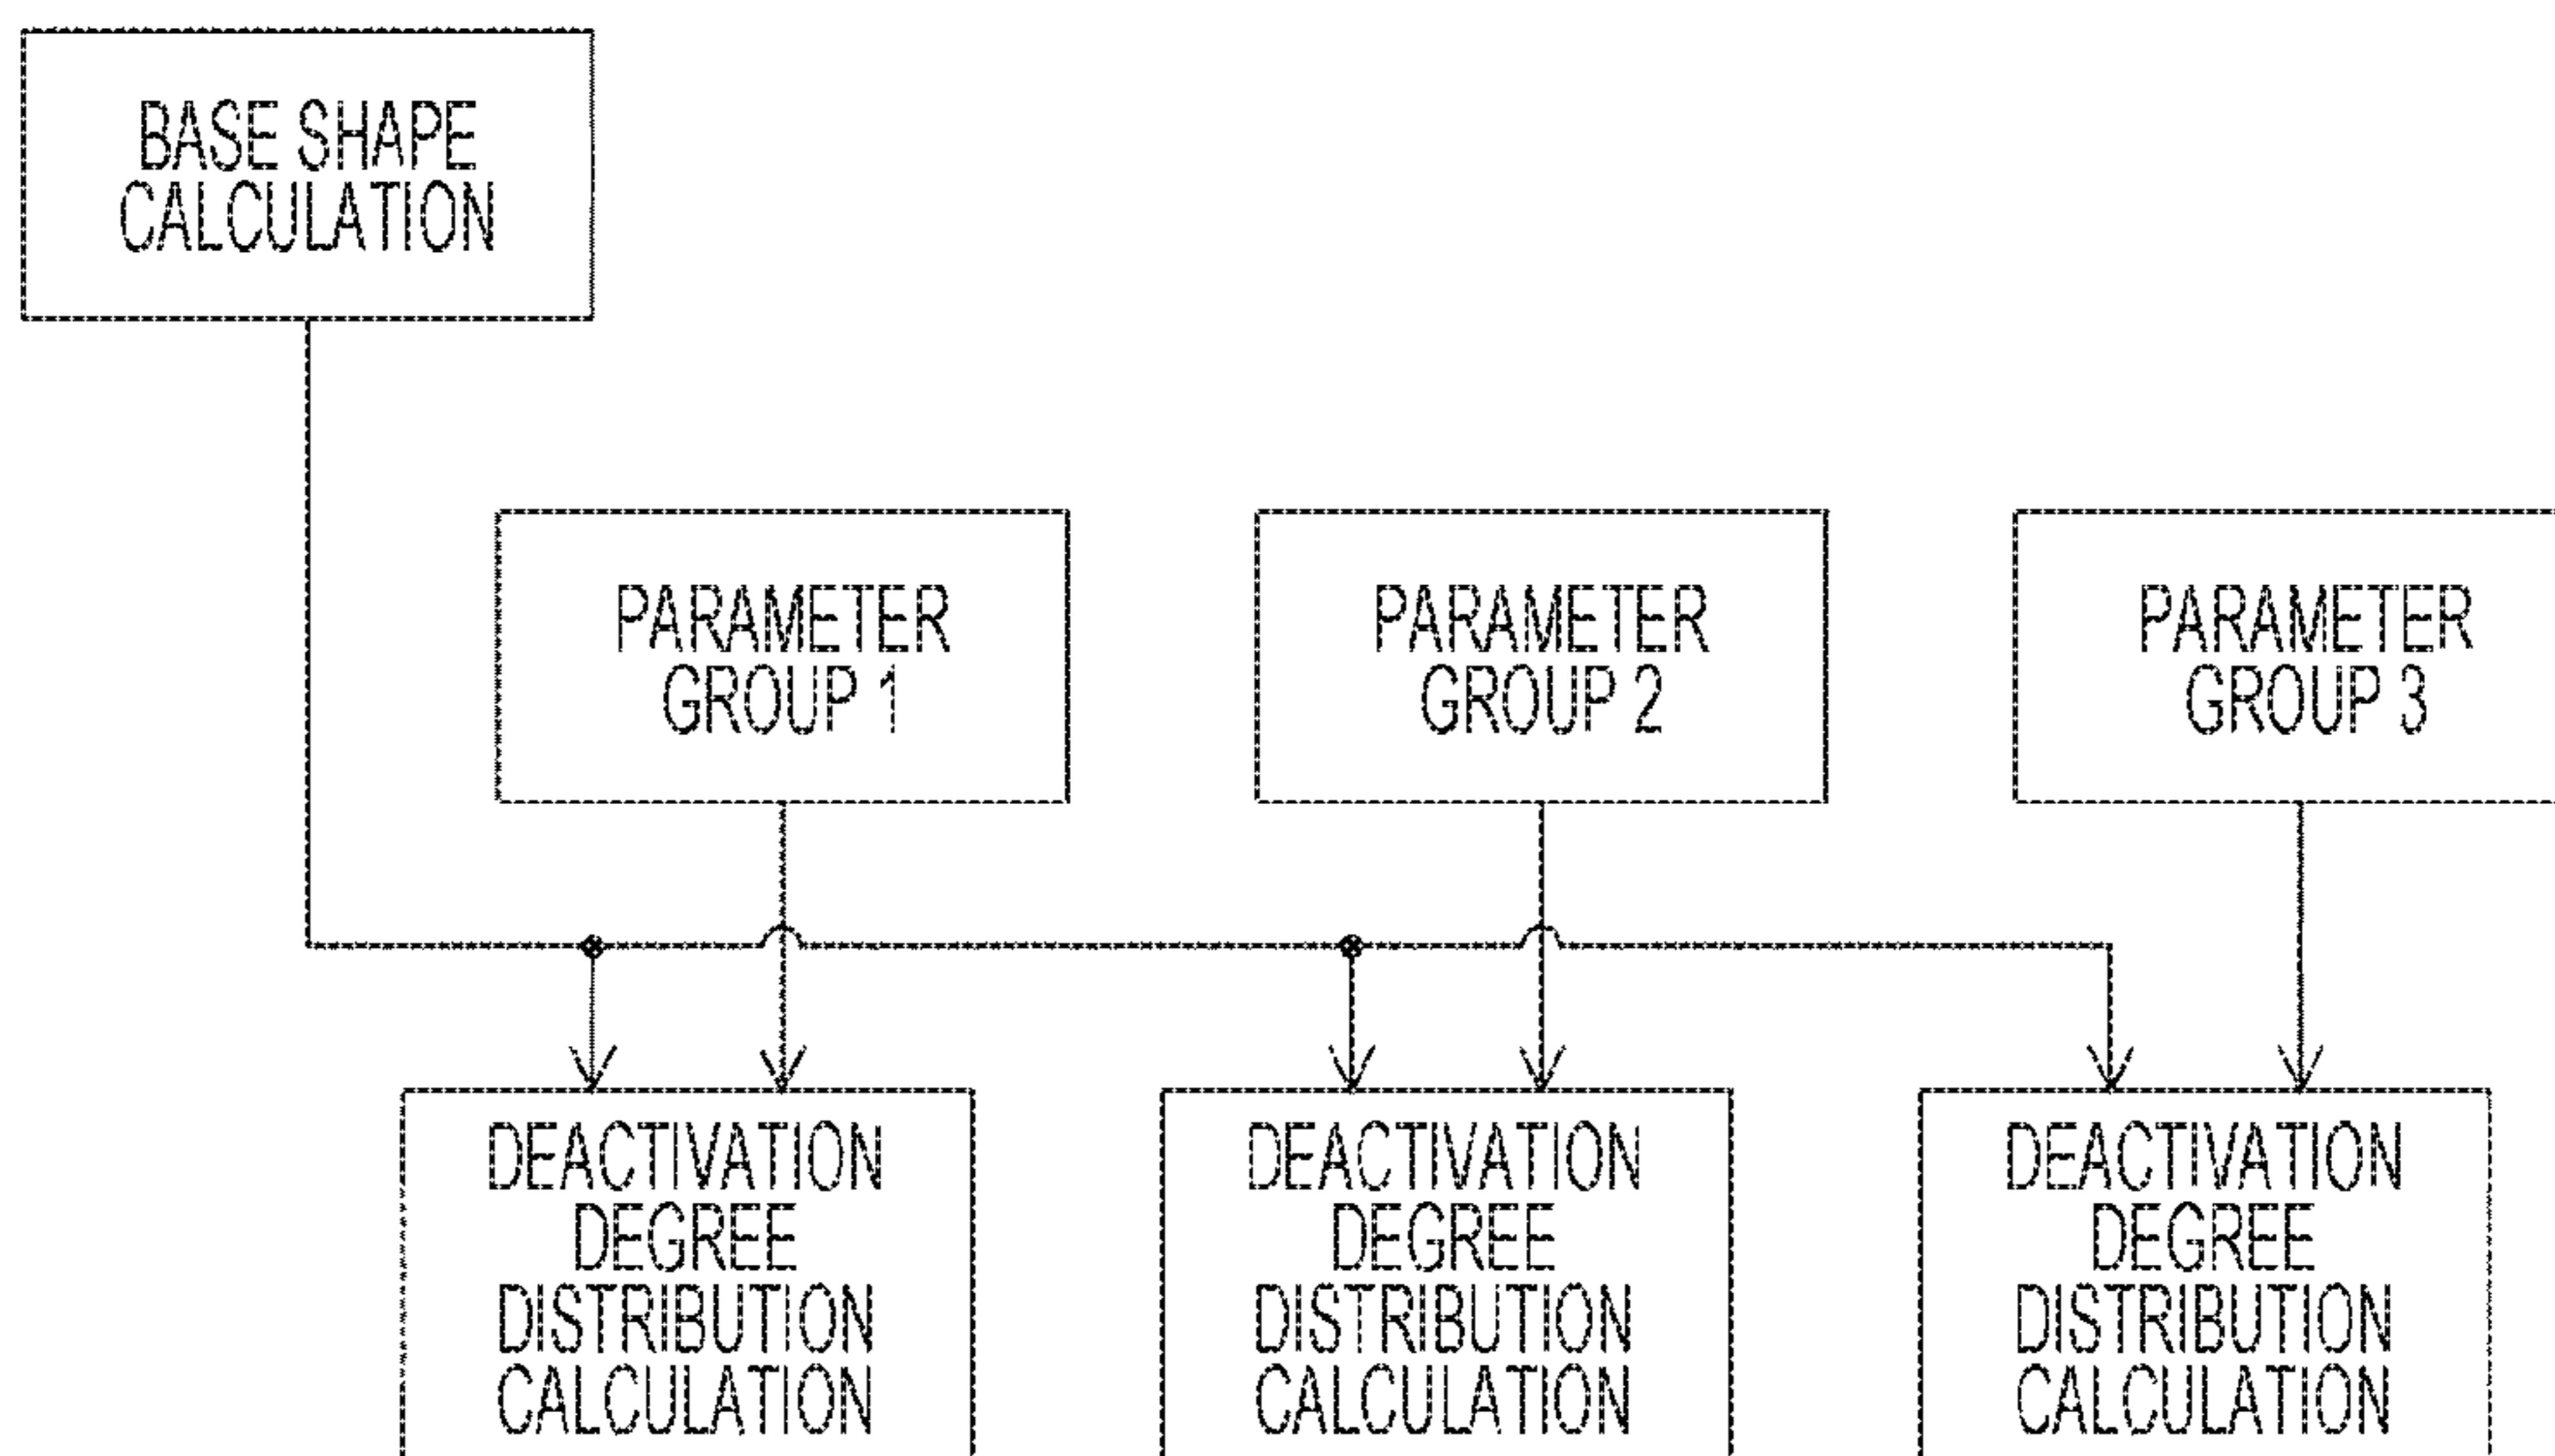 BASE SHAPE
CALCULATION
PARAMETER
GROUP 1
PARAMETER
GROUP 2
PARAMETER
GROUP 3
DEACTIVATION
DEGREE
DISTRIBUTION
CALCULATION
DEACTIVATION
DEGREE
DISTRIBUTION
CALCULATION
DEACTIVATION
DEGREE
DISTRIBUTION
CALCULATION